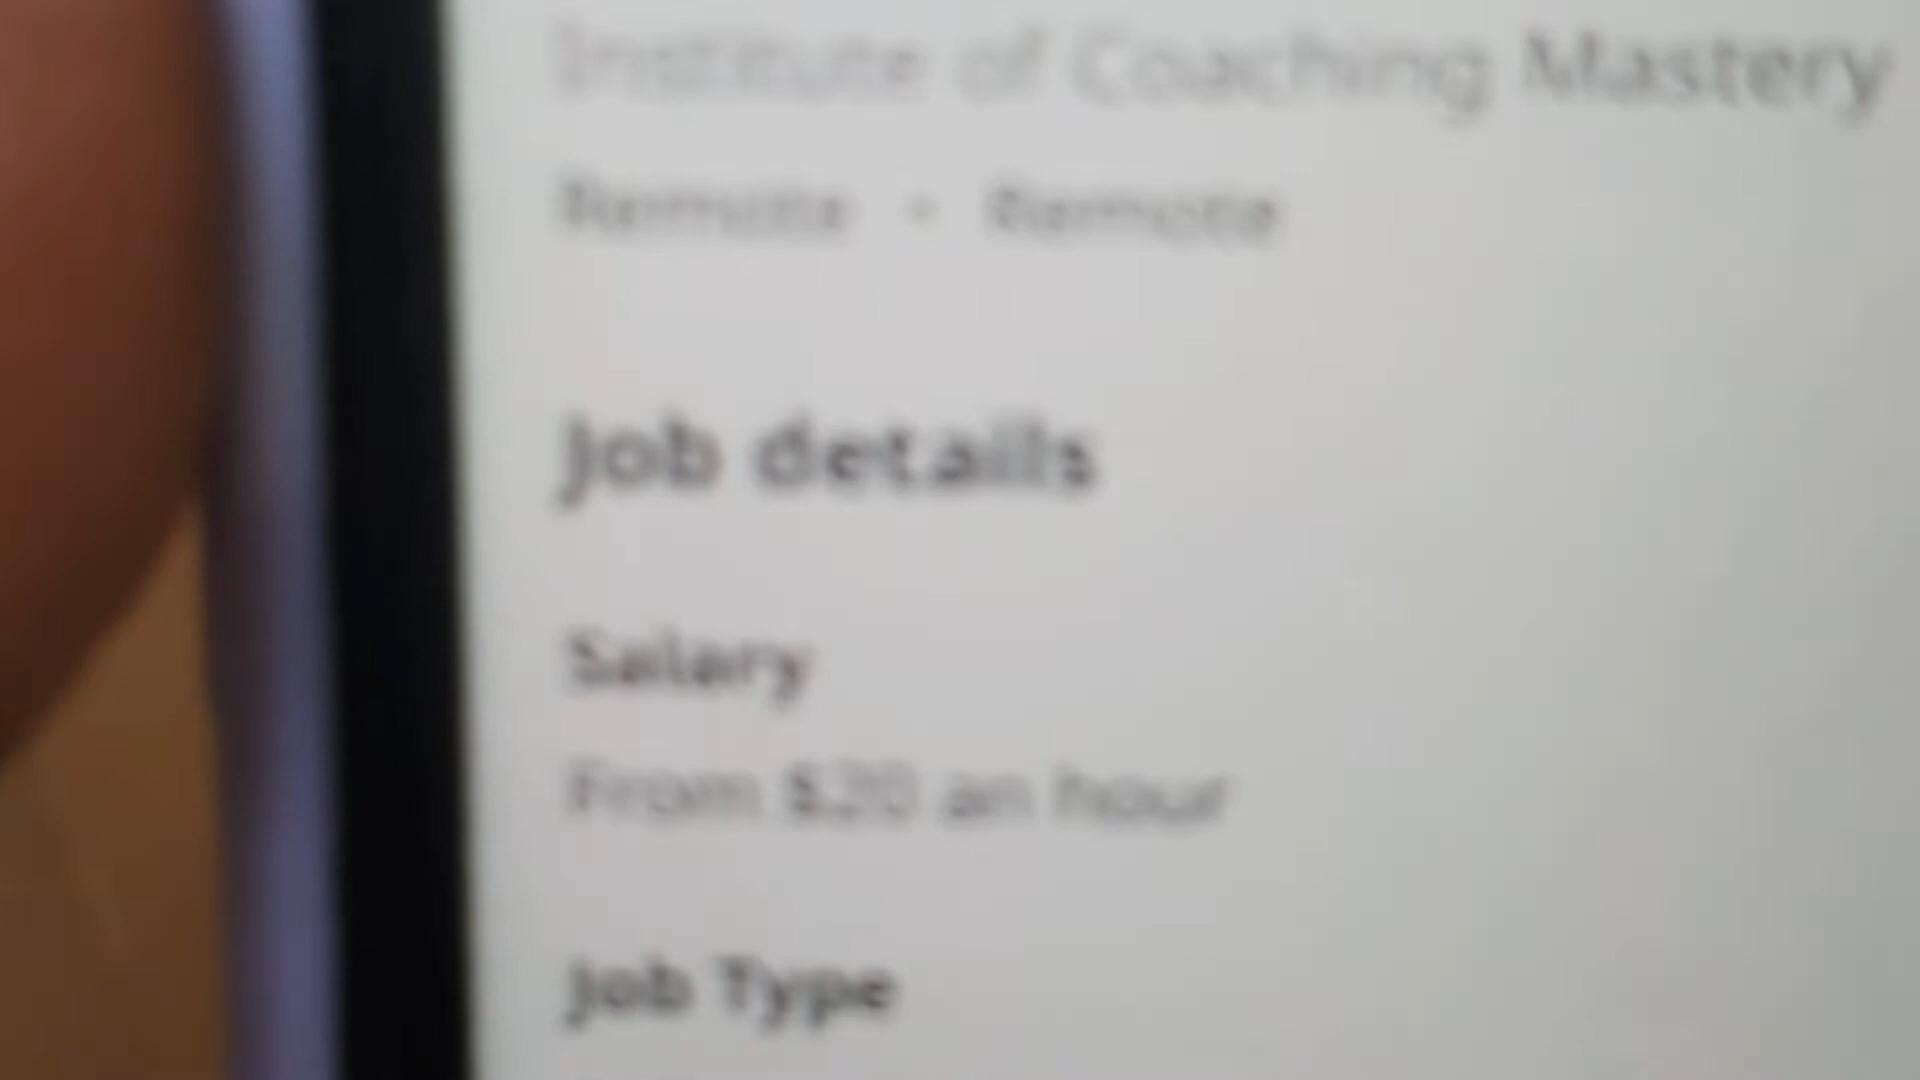 Institute of Coaching Mastery
Remote • Remote
Job details
Salary
From $20 an hour
Job Type